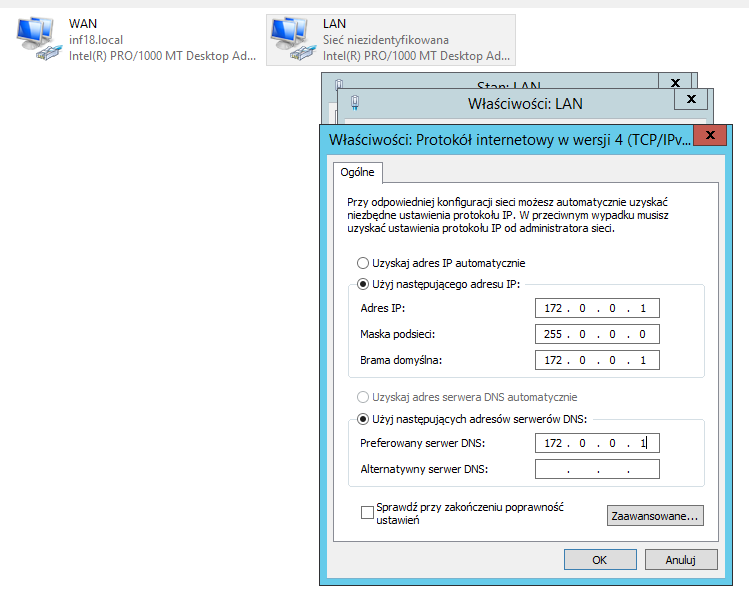 WAN
inf18.local
Intel(R) PRO/1000 MT Desktop Ad...
LAN
Sieć niezidentyfikowana
Intel(R) PRO/1000 MT Desktop Ad...
Stan: LAN
x
Właściwości: LAN
x
Właściwości: Protokół internetowy w wersji 4 (TCP/IPv...
x
Ogólne
Przy odpowiedniej konfiguracji sieci możesz automatycznie uzyskać
niezbędne ustawienia protokołu IP. W przeciwnym wypadku musisz
uzyskać ustawienia protokołu IP od administratora sieci.
Uzyskaj adres IP automatycznie
Użyj następującego adresu IP:
Adres IP: 172 . 0 . 0 . 1
Maska podsieci: 255 . 0 . 0 . 0
Brama domyślna: 172 . 0 . 0 . 1
Uzyskaj adres serwera DNS automatycznie
Użyj następujących adresów serwerów DNS:
Preferowany serwer DNS: 172 . 0 . 0 . 1
Alternatywny serwer DNS: . . .
Sprawdź przy zakończeniu poprawność
ustawień
Zaawansowane...
OK
Anuluj